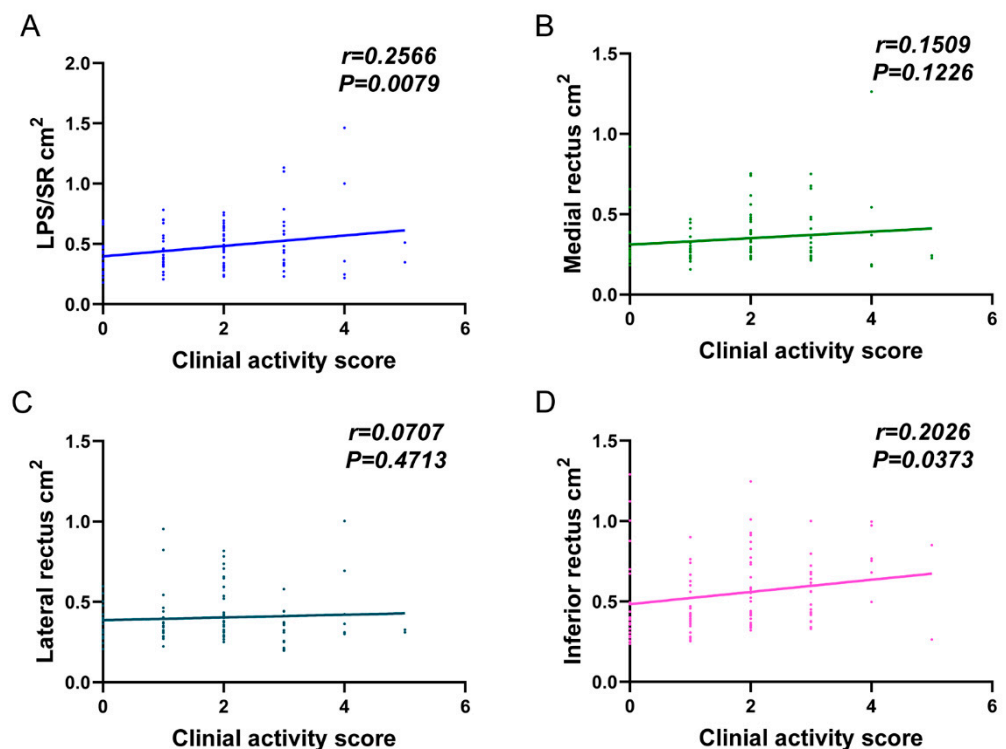 A
r=0.2566
P=0.0079
LPS/SR cm²
2.0
1.5
1.0
0.5
0.0
0 2 4 6
Clinial activity score
B
r=0.1509
P=0.1226
Medial rectus cm²
1.5
1.0
0.5
0.0
0 2 4 6
Clinial activity score
C
r=0.0707
P=0.4713
Lateral rectus cm²
1.5
1.0
0.5
0.0
0 2 4 6
Clinial activity score
D
r=0.2026
P=0.0373
Inferior rectus cm²
1.5
1.0
0.5
0.0
0 2 4 6
Clinial activity score